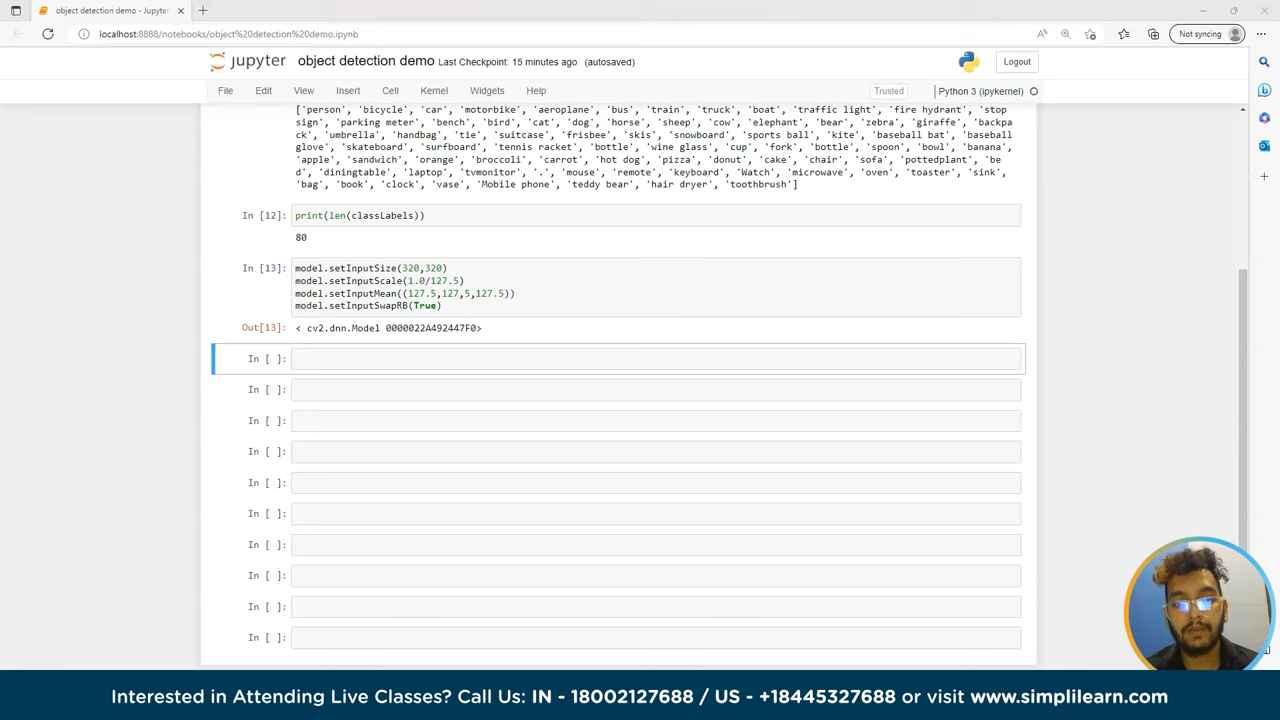 object detection demo - Jupyter
localhost:8888/notebooks/object%20detection%20demo.ipynb
Not syncing
jupyter object detection demo Last Checkpoint: 15 minutes ago (autosaved)
Logout
File Edit View Insert Cell Kernel Widgets Help
Trusted
Python 3 (ipykernel)
['person', 'bicycle', 'car', 'motorbike', 'aeroplane', 'bus', 'train', 'truck', 'boat', 'traffic light', 'fire hydrant', 'stop
sign', 'parking meter', 'bench', 'bird', 'cat', 'dog', 'horse', 'sheep', 'cow', 'elephant', 'bear', 'zebra', 'giraffe', 'backpa
ck', 'umbrella', 'handbag', 'tie', 'suitcase', 'frisbee', 'skis', 'snowboard', 'sports ball', 'kite', 'baseball bat', 'baseball
glove', 'skateboard', 'surfboard', 'tennis racket', 'bottle', 'wine glass', 'cup', 'fork', 'bottle', 'spoon', 'bowl', 'banana',
'apple', 'sandwich', 'orange', 'broccoli', 'carrot', 'hot dog', 'pizza', 'donut', 'cake', 'chair', 'sofa', 'pottedplant', 'be
d', 'diningtable', 'laptop', 'tvmonitor', '.', 'mouse', 'remote', 'keyboard', 'Watch', 'microwave', 'oven', 'toaster', 'sink',
'bag', 'book', 'clock', 'vase', 'Mobile phone', 'teddy bear', 'hair dryer', 'toothbrush']
In [12]: print(len(classLabels))
80
In [13]: model.setInputSize(320,320)
model.setInputScale(1.0/127.5)
model.setInputMean((127.5,127,5,127.5))
model.setInputSwapRB(True)
Out[13]: < cv2.dnn.Model 0000022A492447F0>
In [ ]:
In [ ]:
In [ ]:
In [ ]:
In [ ]:
In [ ]:
In [ ]:
In [ ]:
In [ ]:
In [ ]:
Interested in Attending Live Classes? Call Us: IN - 18002127688 / US - +18445327688 or visit www.simplilearn.com